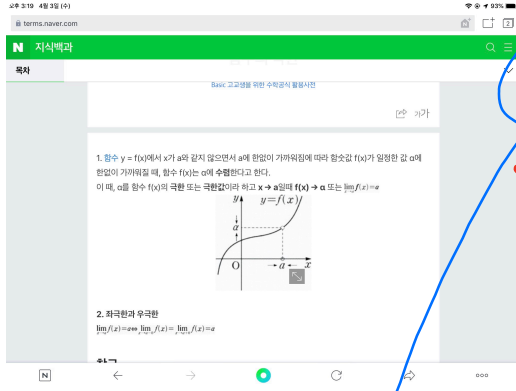 오후 3:19 4월 3일 (수)
93%
terms.naver.com
2
N 지식백과
목차
Basic 고교생을 위한 수학공식 활용사전
가가
1. 함수 y = f(x)에서 x가 a와 같지 않으면서 a에 한없이 가까워짐에 따라 함숫값 f(x)가 일정한 값 α에
한없이 가까워질 때, 함수 f(x)는 α에 수렴한다고 한다.
이 때, α를 함수 f(x)의 극한 또는 극한값이라 하고 x → a일때 f(x) → α 또는 lim f(x)=α
y y=f(x)
α
O a x
2. 좌극한과 우극한
lim f(x)=α⇔ lim f(x)= lim f(x)=α
N